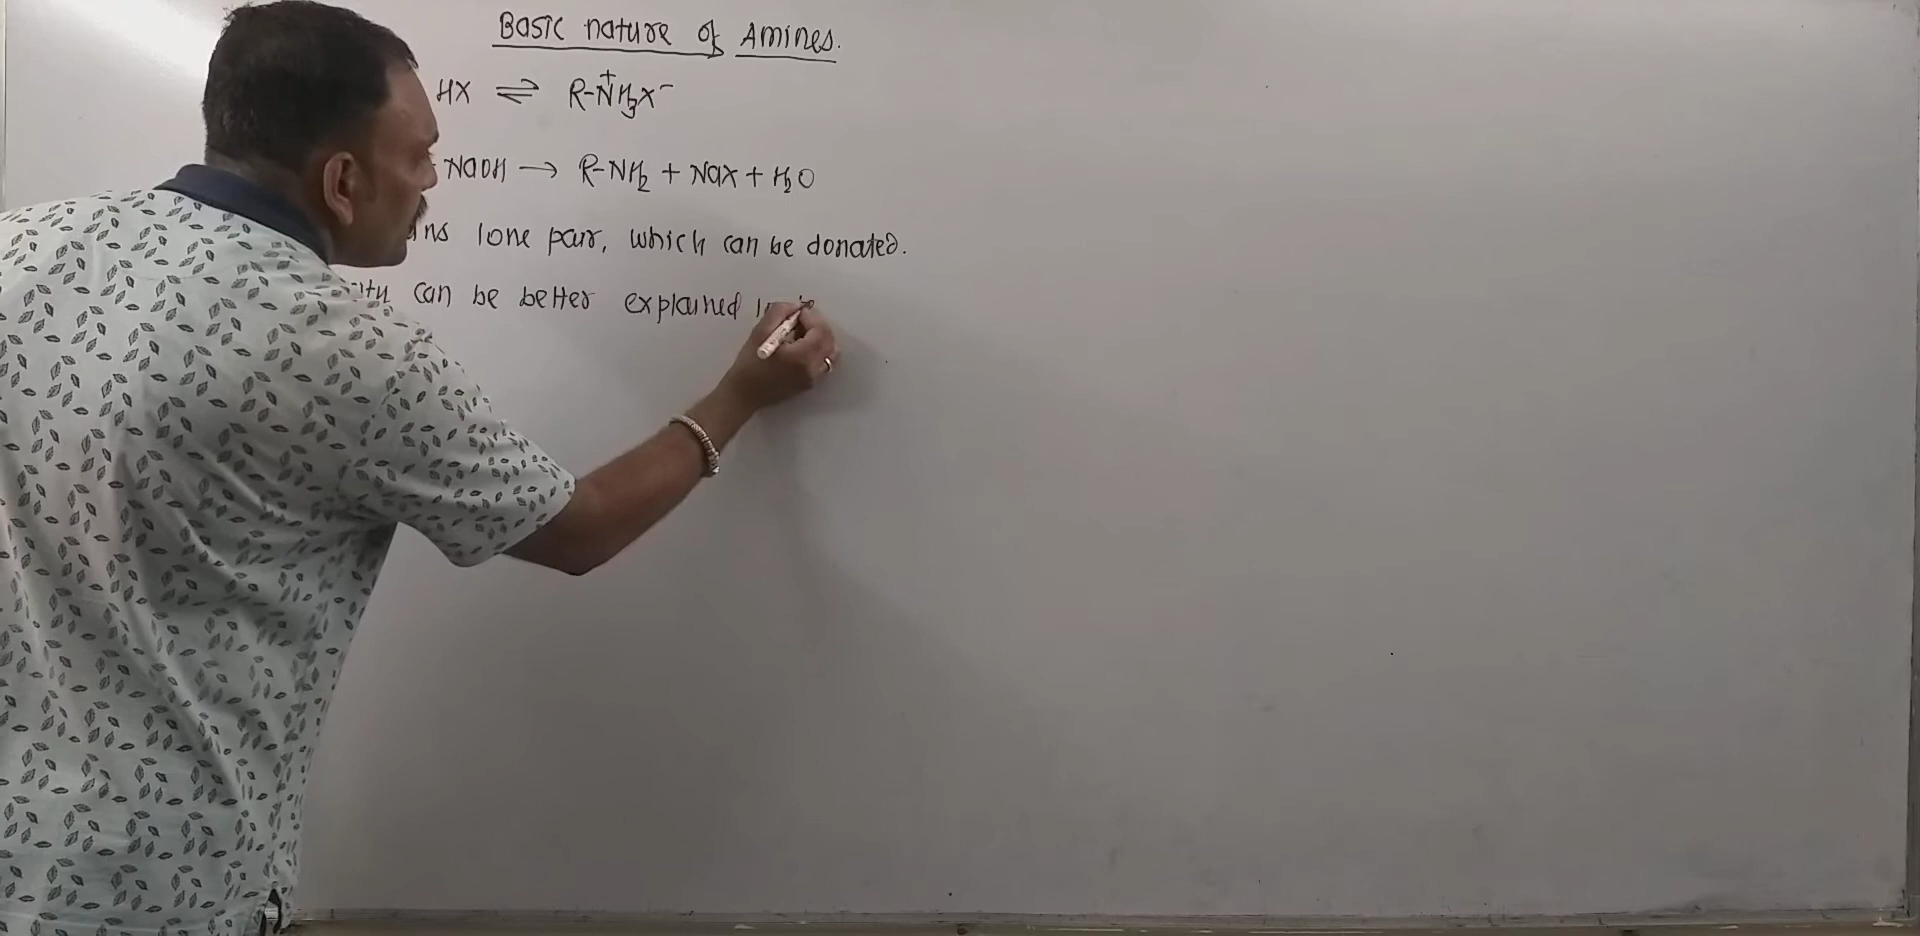 Basic nature of Amines.
HX ⇌ R-N⁺H₃X⁻
NaOH → R-NH₂ + NaX + H₂O
lone pair, which can be donated.
can be better explained